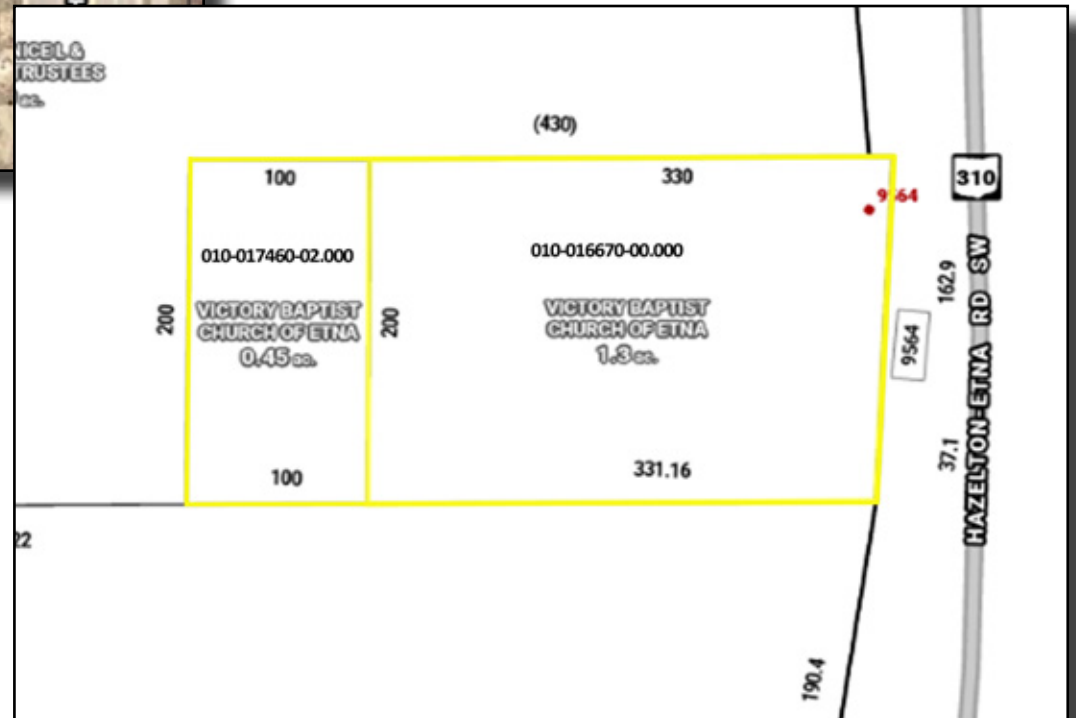 TRUSTEES
ac.
(430)
100
330
310
9564
010-017460-02.000
010-016670-00.000
162.9
HAZELTON-ETNA RD SW
200
VICTORY BAPTIST
CHURCH OF ETNA
0.45 ac.
200
VICTORY BAPTIST
CHURCH OF ETNA
1.3 ac.
9564
37.1
100
331.16
22
190.4